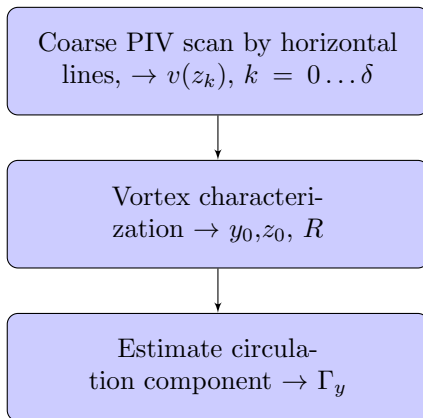 Coarse PIV scan by horizontal
lines, → v(z_k), k = 0 … δ
Vortex characteri-
zation → y_0,z_0, R
Estimate circula-
tion component → Γ_y